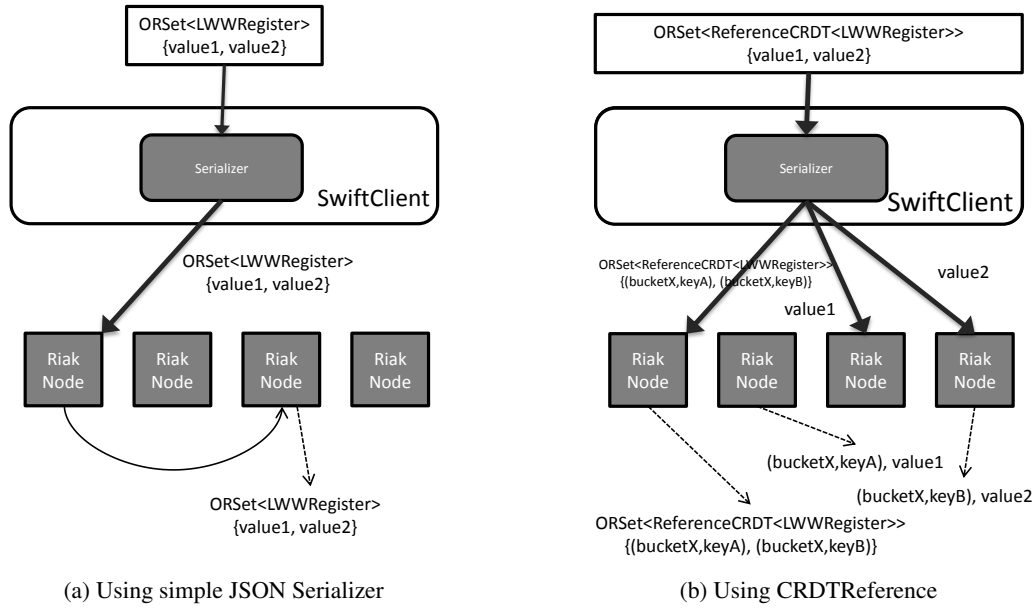 ORSet<LWWRegister>
{value1, value2}
Serializer
SwiftClient
ORSet<LWWRegister>
{value1, value2}
Riak
Node
Riak
Node
Riak
Node
Riak
Node
ORSet<LWWRegister>
{value1, value2}
(a) Using simple JSON Serializer
ORSet<ReferenceCRDT<LWWRegister>>
{value1, value2}
Serializer
SwiftClient
ORSet<ReferenceCRDT<LWWRegister>>
{(bucketX,keyA), (bucketX,keyB)}
value1
value2
Riak
Node
Riak
Node
Riak
Node
Riak
Node
(bucketX,keyA), value1
(bucketX,keyB), value2
ORSet<ReferenceCRDT<LWWRegister>>
{(bucketX,keyA), (bucketX,keyB)}
(b) Using CRDTReference